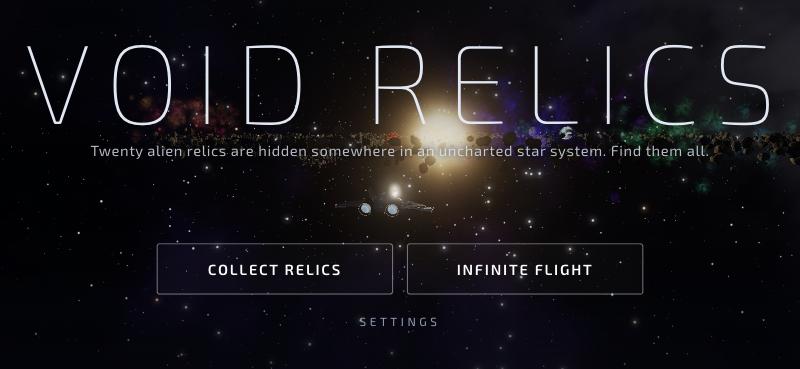 VOID RELICS
Twenty alien relics are hidden somewhere in an uncharted star system. Find them all.
COLLECT RELICS
INFINITE FLIGHT
SETTINGS